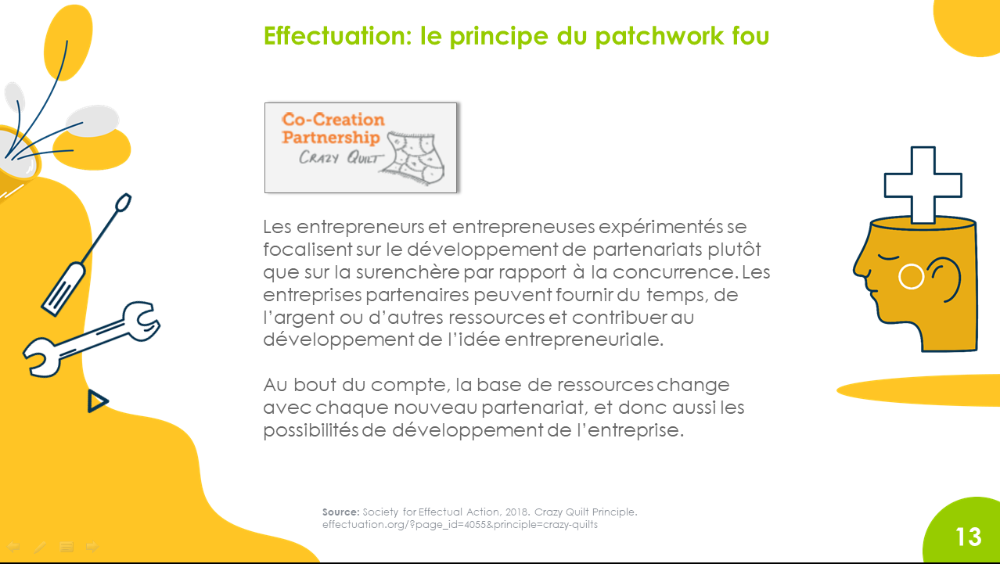 Effectuation: le principe du patchwork fou
Co-Creation
Partnership
CRAZY QUILT
Les entrepreneurs et entrepreneuses expérimentés se
focalisent sur le développement de partenariats plutôt
que sur la surenchère par rapport à la concurrence. Les
entreprises partenaires peuvent fournir du temps, de
l’argent ou d’autres ressources et contribuer au
développement de l’idée entrepreneuriale.
Au bout du compte, la base de ressources change
avec chaque nouveau partenariat, et donc aussi les
possibilités de développement de l’entreprise.
Source: Society for Effectual Action, 2018. Crazy Quilt Principle.
effectuation.org/?page_id=4055&principle=crazy-quilts
13